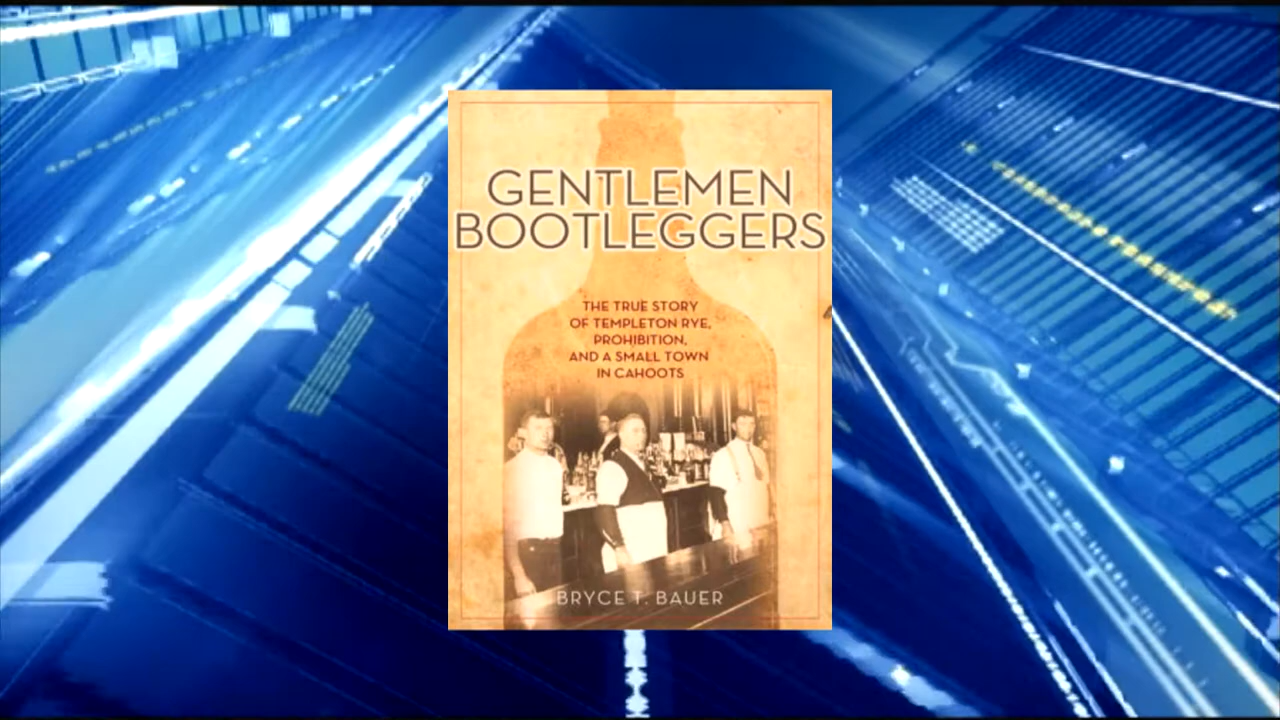 GENTLEMEN
BOOTLEGGERS
THE TRUE STORY
OF TEMPLETON RYE,
PROHIBITION,
AND A SMALL TOWN
IN CAHOOTS
BRYCE T. BAUER